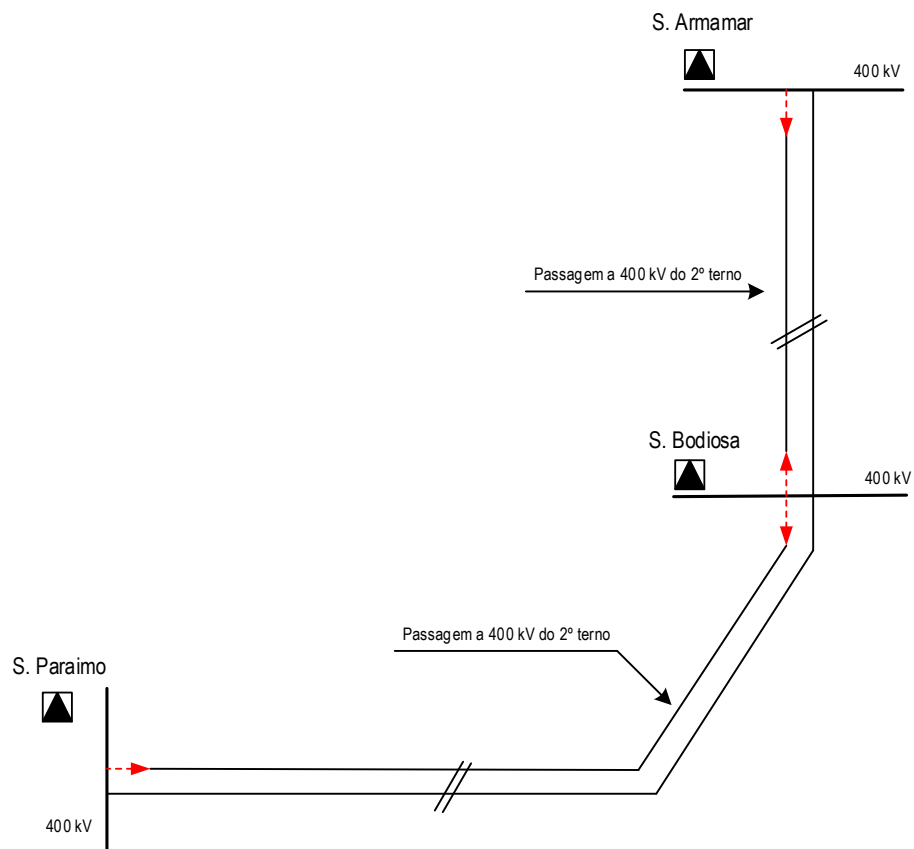 S. Armamar
400 kV
Passagem a 400 kV do 2º terno
S. Bodiosa
400 kV
Passagem a 400 kV do 2º terno
S. Paraimo
400 kV